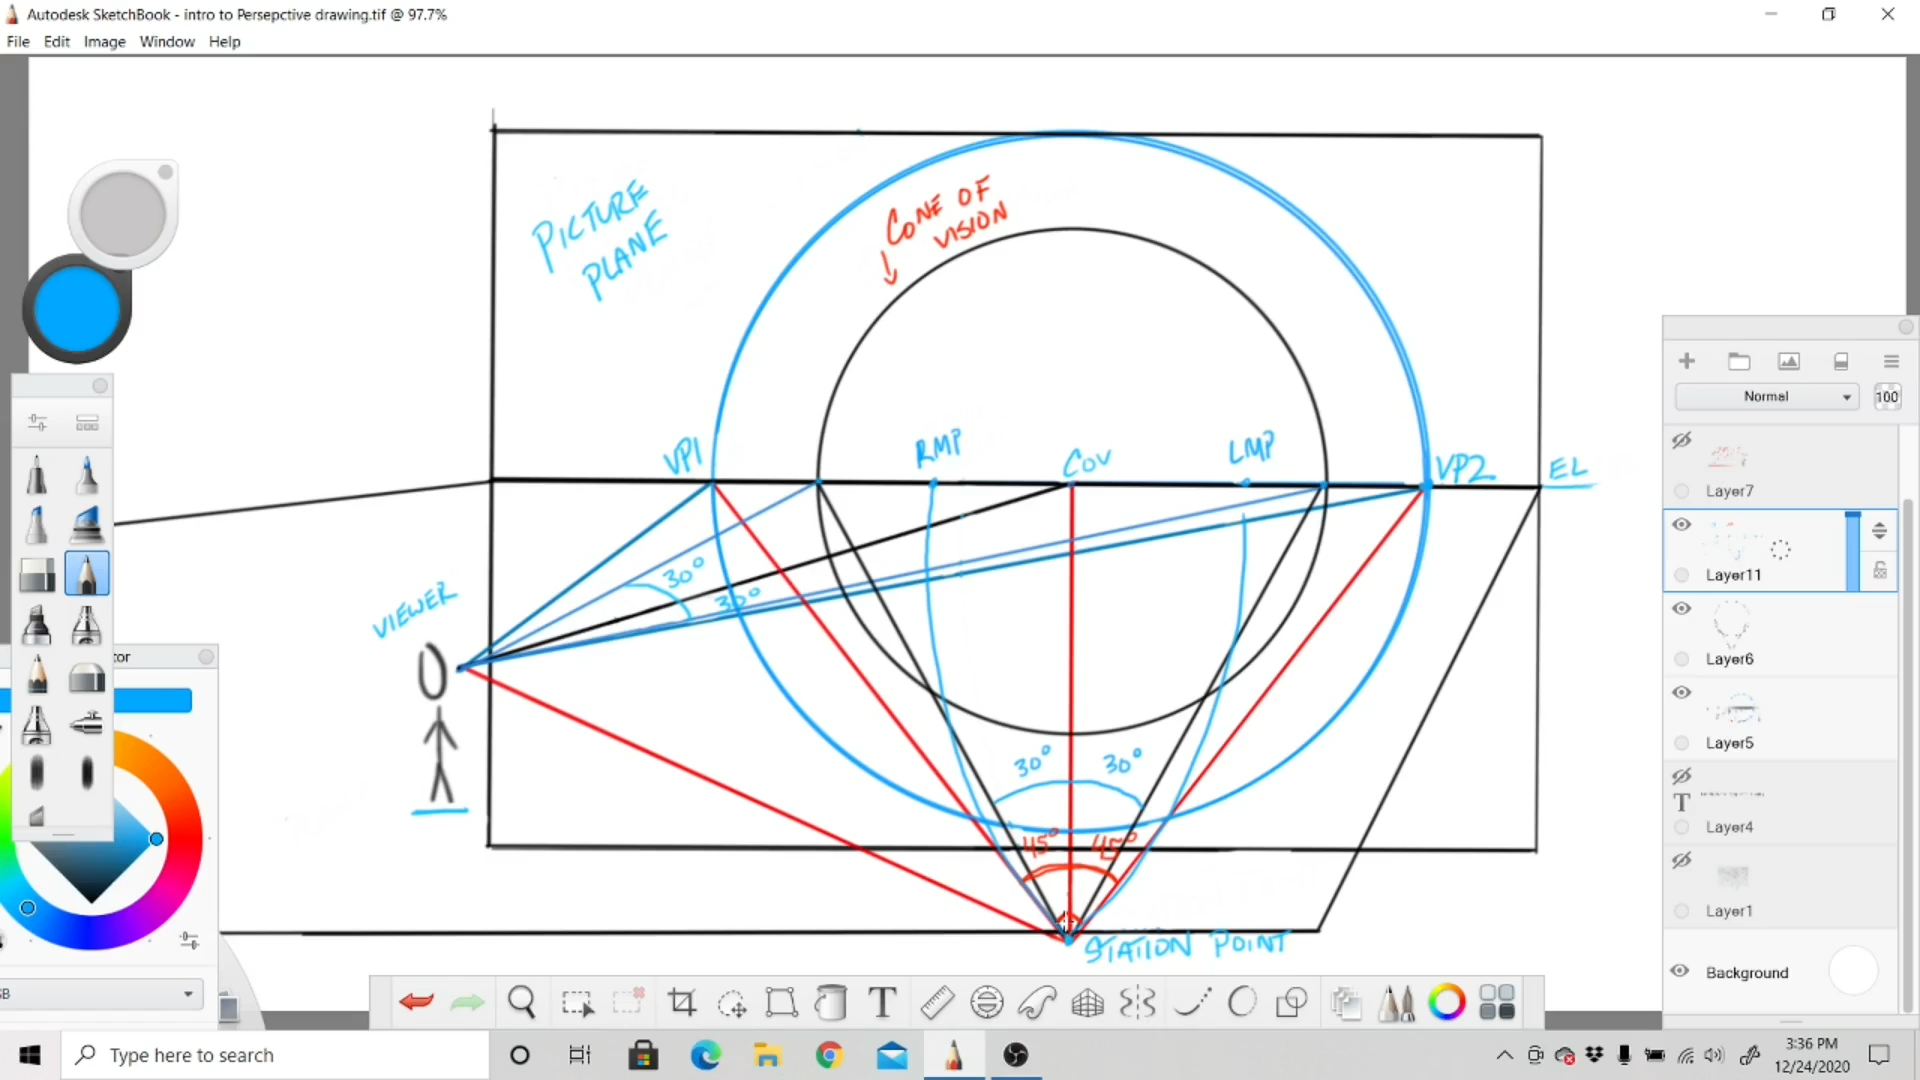 Autodesk SketchBook - intro to Persepctive drawing.tif @ 97.7%
File Edit Image Window Help
PICTURE
PLANE
CONE OF
VISION
VP1
RMP
COV
LMP
VP2
EL
30°
30°
VIEWER
30°
30°
45°
45°
STATION POINT
tor
Normal
100
Layer7
Layer11
Layer6
Layer5
T
Layer4
Layer1
Background
T
Type here to search
3:36 PM
12/24/2020